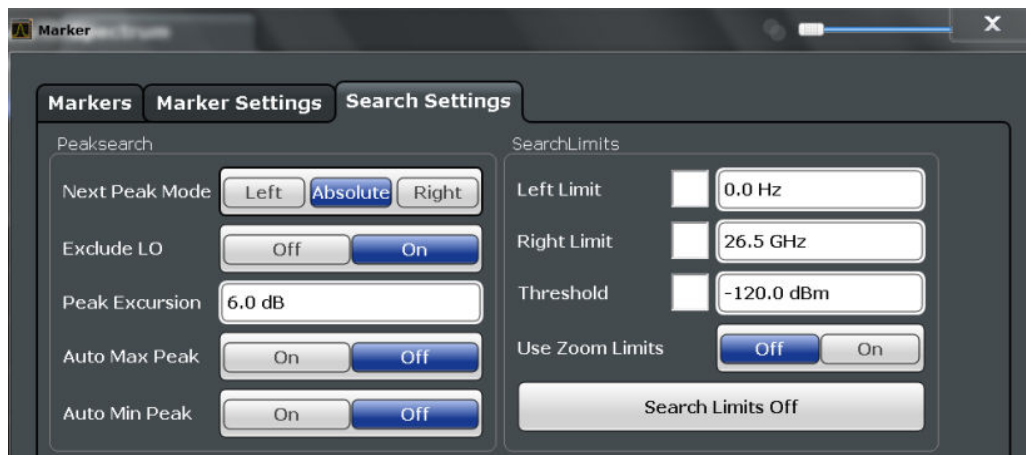 Marker
Markers Marker Settings Search Settings
Peaksearch
Next Peak Mode Left Absolute Right
Exclude LO Off On
Peak Excursion 6.0 dB
Auto Max Peak On Off
Auto Min Peak On Off
SearchLimits
Left Limit 0.0 Hz
Right Limit 26.5 GHz
Threshold -120.0 dBm
Use Zoom Limits Off On
Search Limits Off